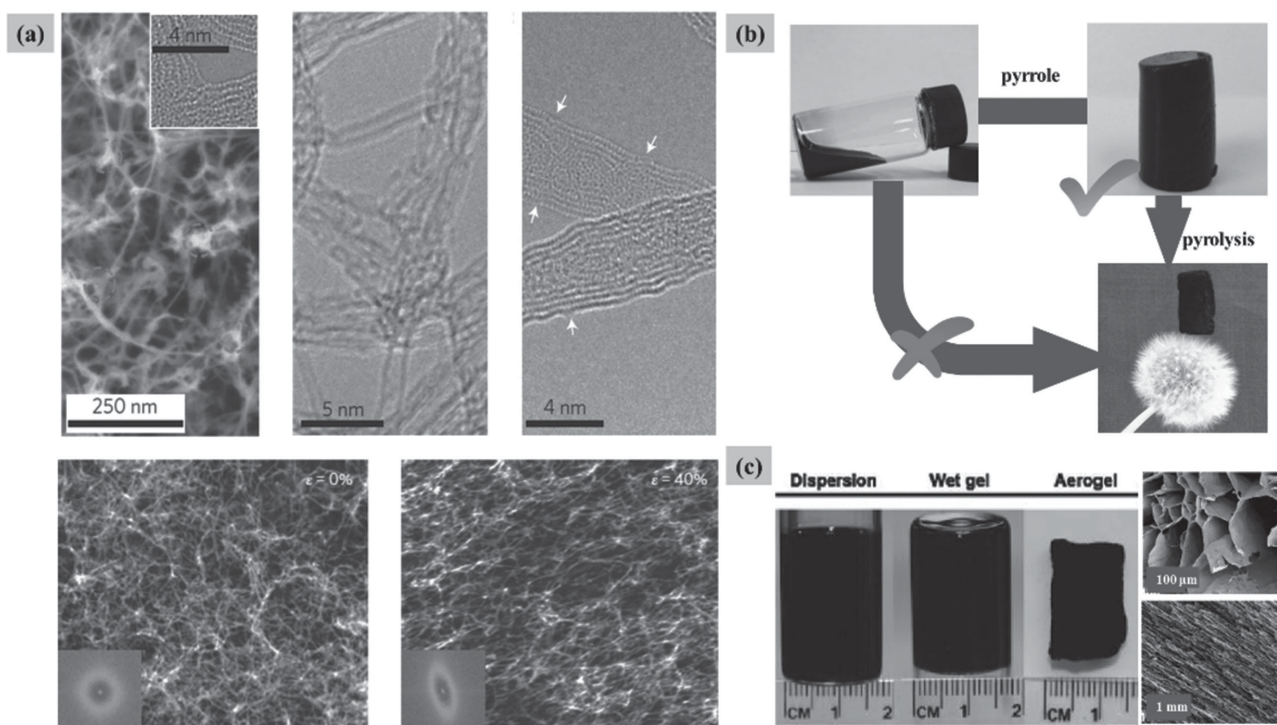 (a)
4 nm
250 nm
5 nm
4 nm
ε = 0%
ε = 40%
(b)
pyrrole
pyrolysis
(c)
Dispersion Wet gel Aerogel
CM 1 2 CM 1 2 CM 1
100 μm
1 mm